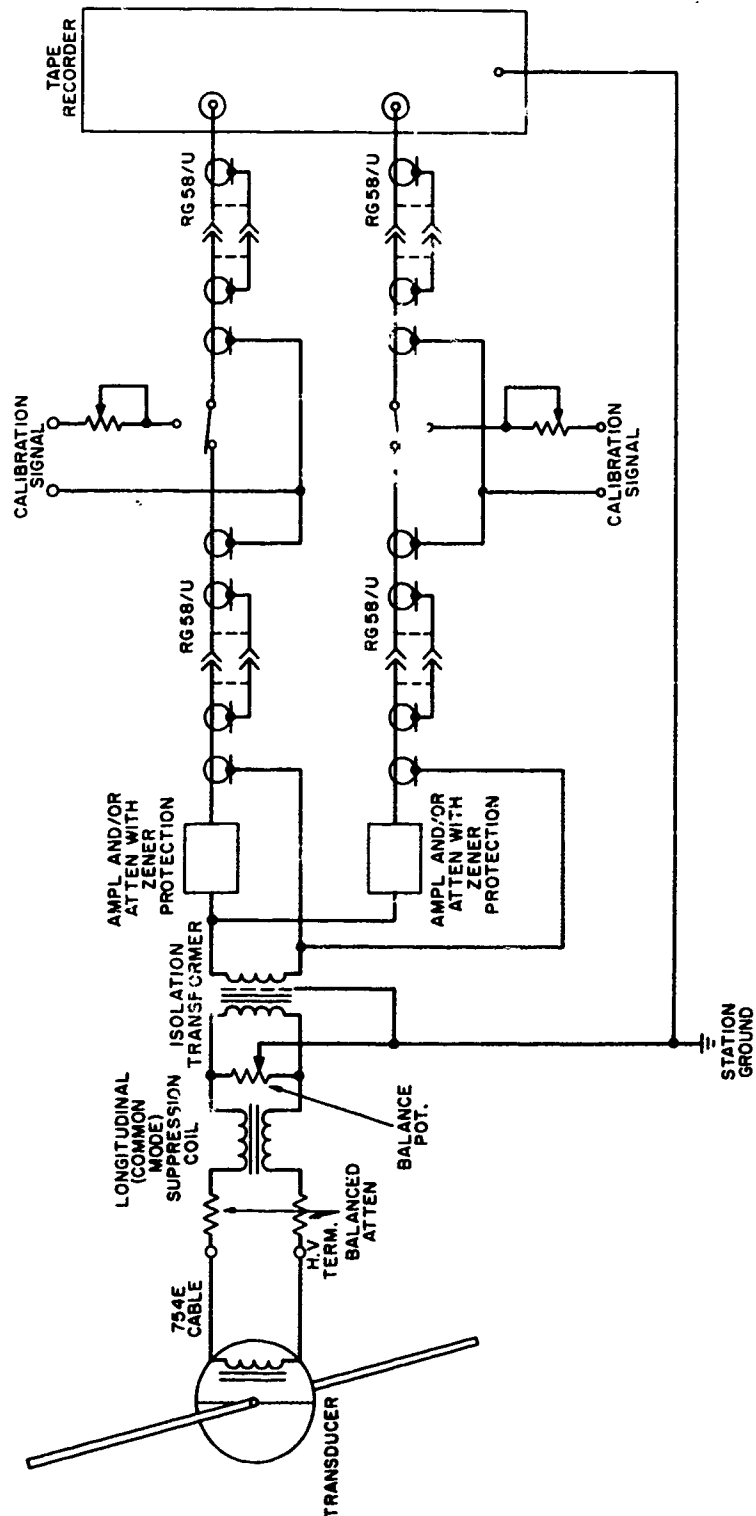 TRANSDUCER
754E
CABLE
H.V
TERM.
BALANCED
ATTEN
LONGITUDINAL
(COMMON
MODE)
SUPPRESSION
COIL
BALANCE
POT.
ISOLATION
TRANSFORMER
STATION
GROUND
AMPL AND/OR
ATTEN WITH
ZENER
PROTECTION
AMPL AND/OR
ATTEN WITH
ZENER
PROTECTION
RG58/U
RG58/U
CALIBRATION
SIGNAL
CALIBRATION
SIGNAL
RG58/U
RG58/U
TAPE
RECORDER